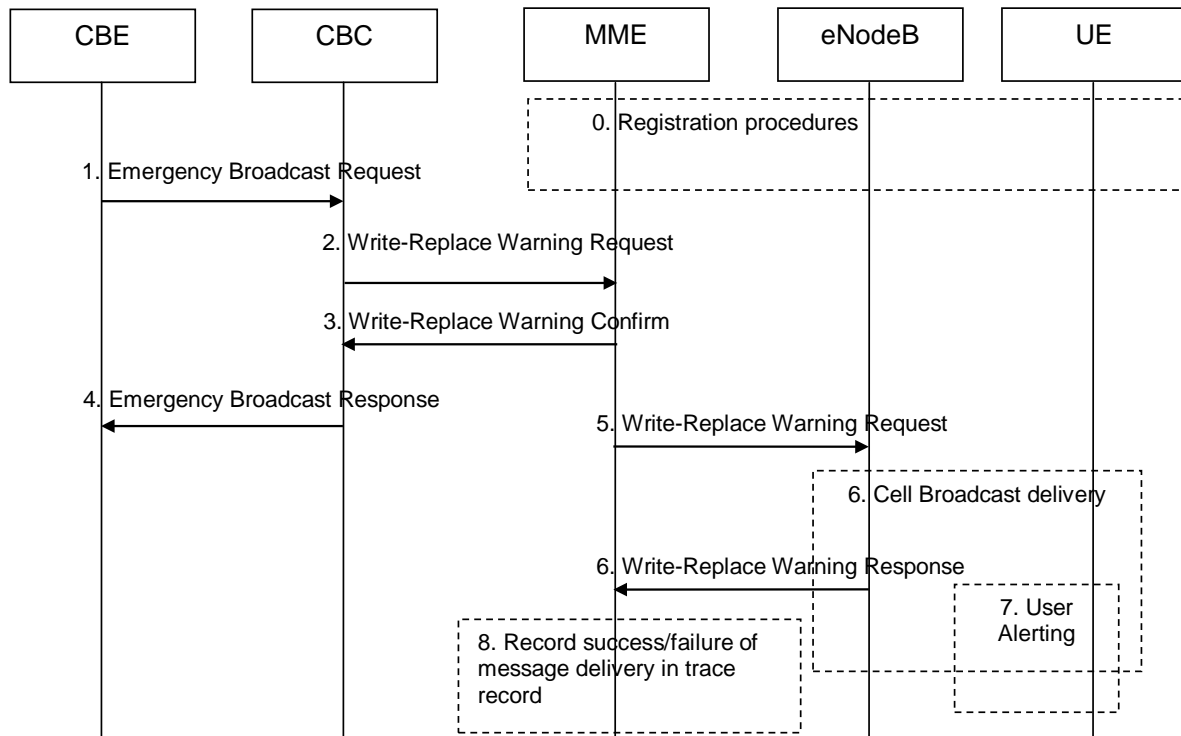 CBE
CBC
MME
eNodeB
UE
0. Registration procedures
1. Emergency Broadcast Request
2. Write-Replace Warning Request
3. Write-Replace Warning Confirm
4. Emergency Broadcast Response
5. Write-Replace Warning Request
6. Cell Broadcast delivery
6. Write-Replace Warning Response
7. User
Alerting
8. Record success/failure of
message delivery in trace
record